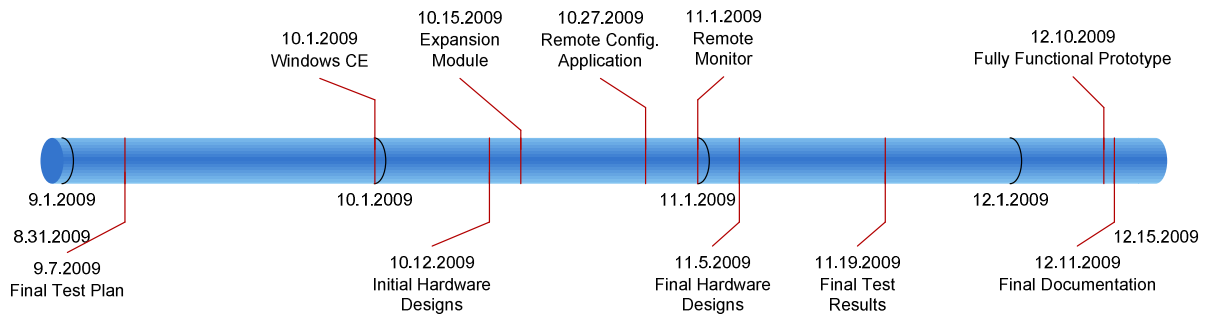 10.1.2009
Windows CE
10.15.2009
Expansion
Module
10.27.2009
Remote Config.
Application
11.1.2009
Remote
Monitor
12.10.2009
Fully Functional Prototype
9.1.2009
10.1.2009
11.1.2009
12.1.2009
8.31.2009
12.15.2009
9.7.2009
Final Test Plan
10.12.2009
Initial Hardware
Designs
11.5.2009
Final Hardware
Designs
11.19.2009
Final Test
Results
12.11.2009
Final Documentation